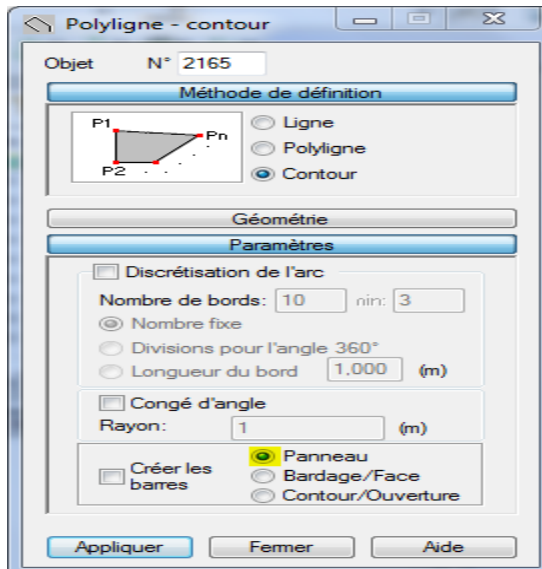 Polyligne - contour
Objet N° 2165
Méthode de définition
P1
Pn
P2 . . .
Ligne
Polyligne
Contour
Géométrie
Paramètres
Discrétisation de l'arc
Nombre de bords: 10 nin: 3
Nombre fixe
Divisions pour l'angle 360°
Longueur du bord 1.000 (m)
Congé d'angle
Rayon: 1 (m)
Créer les barres
Panneau
Bardage/Face
Contour/Ouverture
Appliquer Fermer Aide